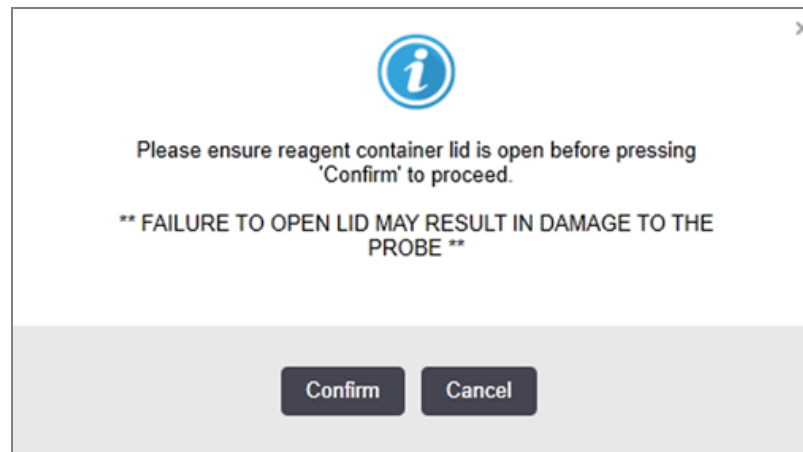 Please ensure reagent container lid is open before pressing
'Confirm' to proceed.
** FAILURE TO OPEN LID MAY RESULT IN DAMAGE TO THE
PROBE **
Confirm
Cancel